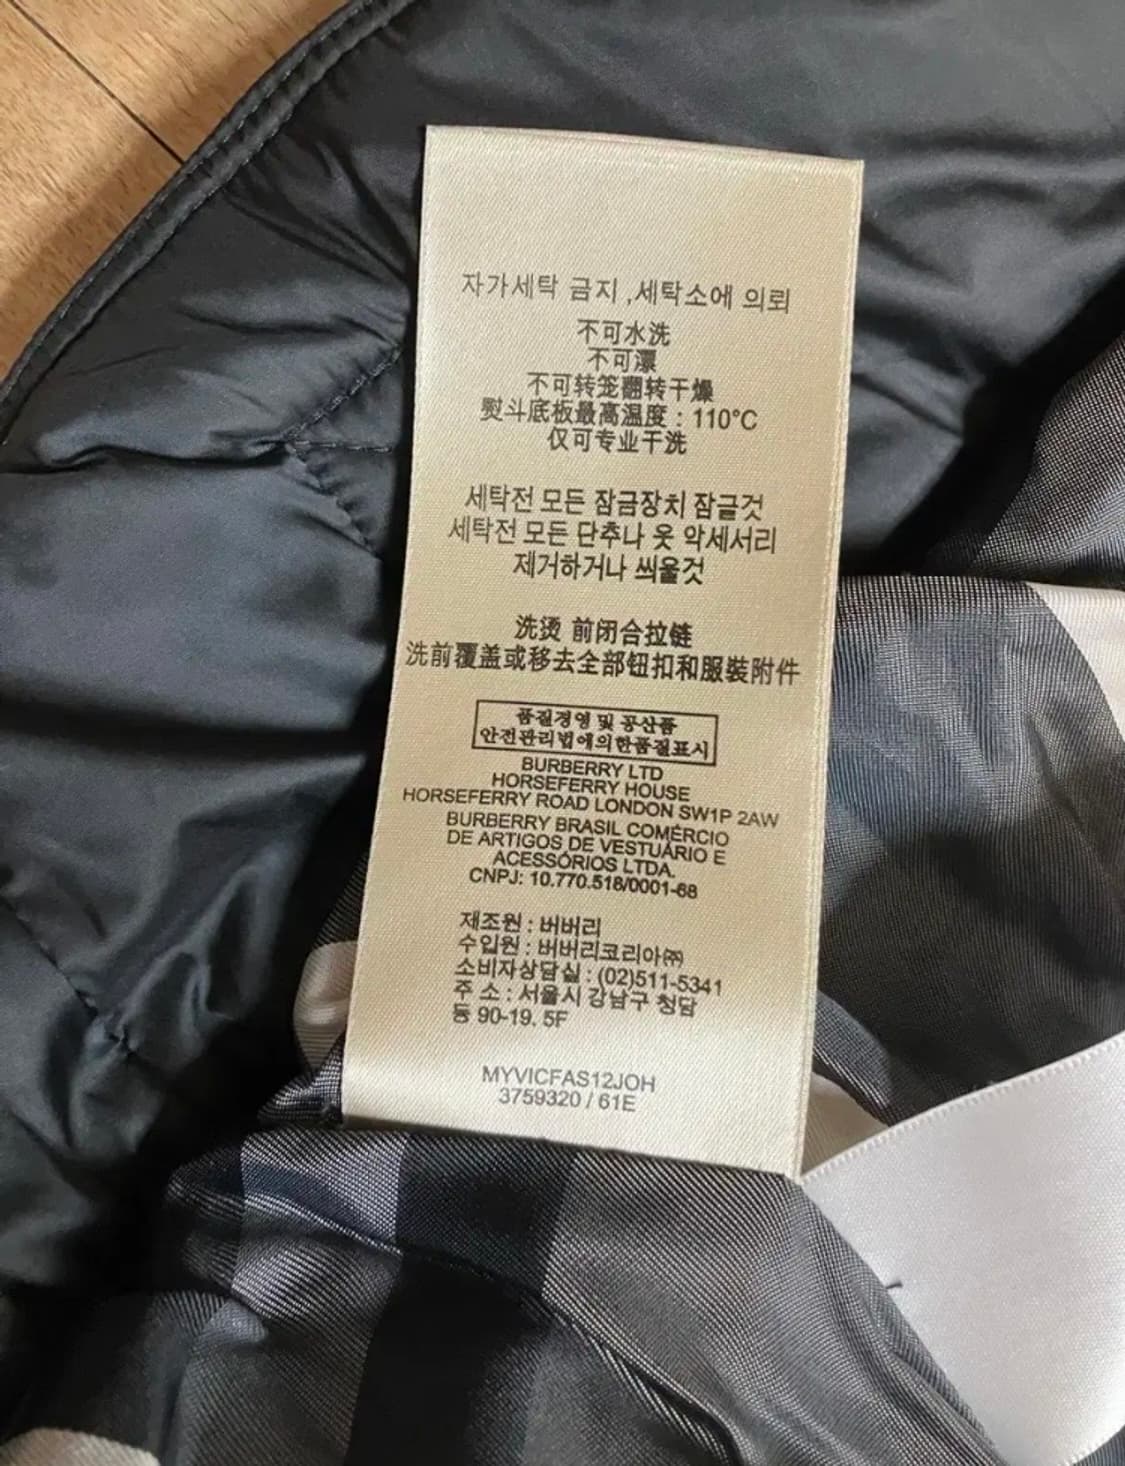 자가세탁 금지 ,세탁소에 의뢰
不可水洗
不可漂
不可转笼翻转干燥
熨斗底板最高温度 : 110°C
仅可专业干洗
세탁전 모든 잠금장치 잠글것
세탁전 모든 단추나 옷 악세서리
제거하거나 씌울것
洗烫 前闭合拉链
洗前覆盖或移去全部钮扣和服裝附件
품질경영 및 공산품
안전관리법에의한품질표시
BURBERRY LTD
HORSEFERRY HOUSE
HORSEFERRY ROAD LONDON SW1P 2AW
BURBERRY BRASIL COMÉRCIO
DE ARTIGOS DE VESTUÁRIO E
ACESSÓRIOS LTDA.
CNPJ: 10.770.518/0001-68
제조원 : 버버리
수입원 : 버버리코리아㈜
소비자상담실 : (02)511-5341
주 소 : 서울시 강남구 청담
동 90-19. 5F
MYVICFAS12JOH
3759320 / 61E